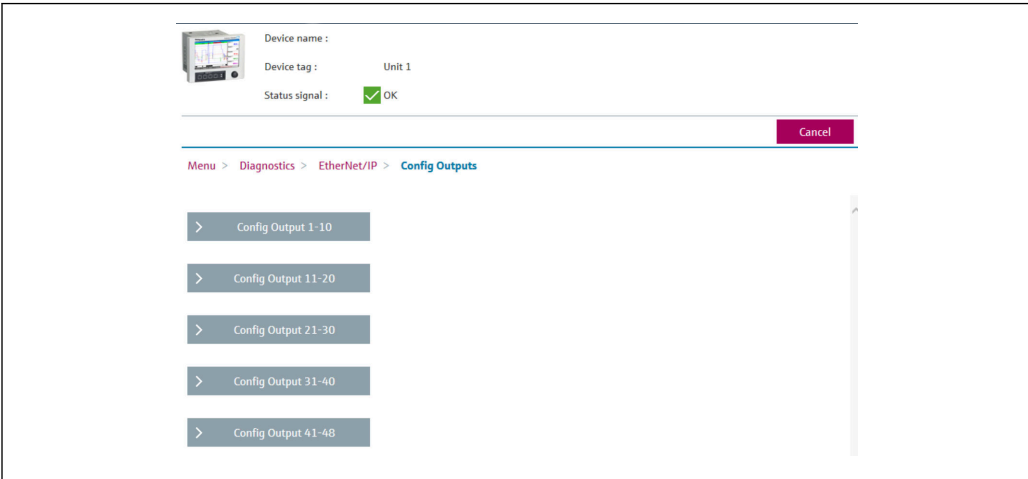 Device name :
Device tag : Unit 1
Status signal : OK
Cancel
Menu > Diagnostics > EtherNet/IP > Config Outputs
Config Output 1-10
Config Output 11-20
Config Output 21-30
Config Output 31-40
Config Output 41-48